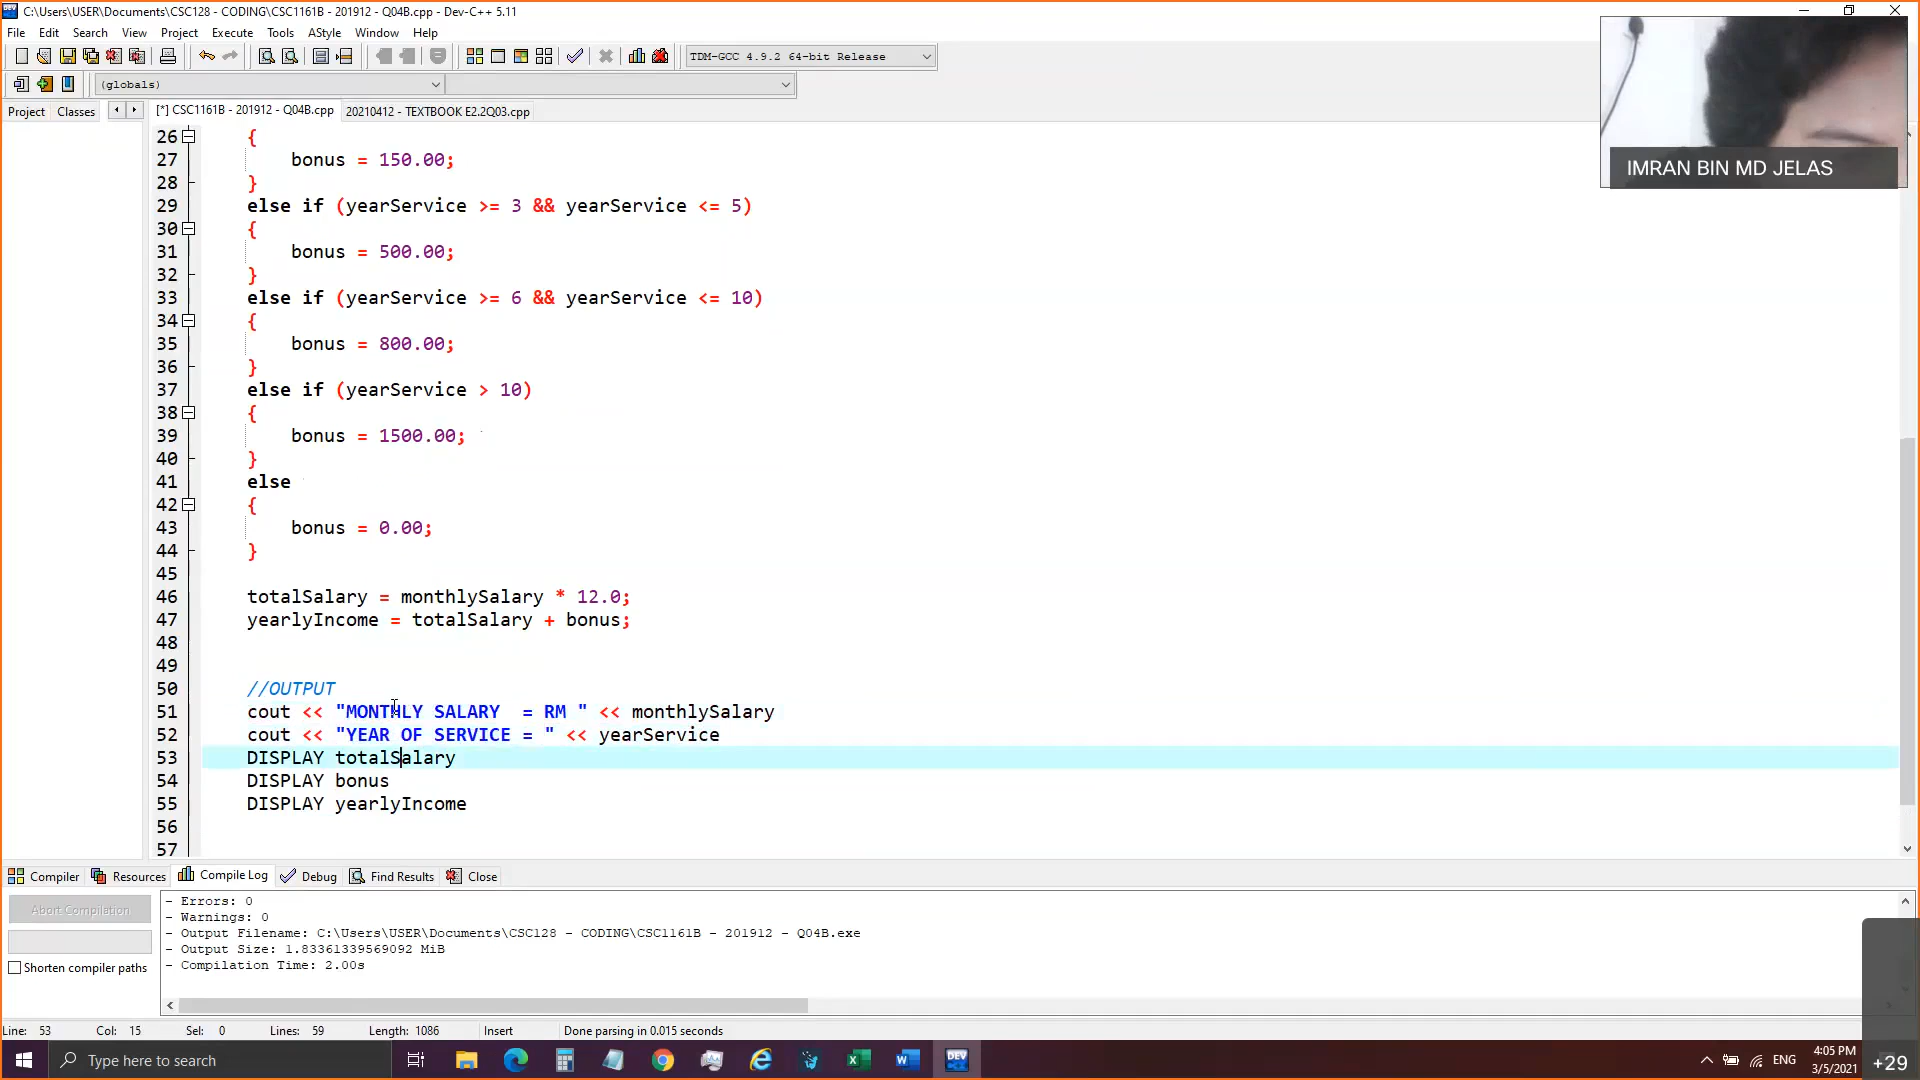 C:\Users\USER\Documents\CSC128 - CODING\CSC1161B - 201912 - Q04B.cpp - Dev-C++ 5.11
File Edit Search View Project Execute Tools AStyle Window Help
TDM-GCC 4.9.2 64-bit Release
(globals)
Project Classes [*] CSC1161B - 201912 - Q04B.cpp 20210412 - TEXTBOOK E2.2Q03.cpp
IMRAN BIN MD JELAS
26 {
27 bonus = 150.00;
28 }
29 else if (yearService >= 3 && yearService <= 5)
30 {
31 bonus = 500.00;
32 }
33 else if (yearService >= 6 && yearService <= 10)
34 {
35 bonus = 800.00;
36 }
37 else if (yearService > 10)
38 {
39 bonus = 1500.00;
40 }
41 else
42 {
43 bonus = 0.00;
44 }
45
46 totalSalary = monthlySalary * 12.0;
47 yearlyIncome = totalSalary + bonus;
48
49
50 //OUTPUT
51 cout << "MONTHLY SALARY  = RM " << monthlySalary
52 cout << "YEAR OF SERVICE = " << yearService
53 DISPLAY totalSalary
54 DISPLAY bonus
55 DISPLAY yearlyIncome
56
57
Compiler Resources Compile Log Debug Find Results Close
Abort Compilation
Shorten compiler paths
- Errors: 0
- Warnings: 0
- Output Filename: C:\Users\USER\Documents\CSC128 - CODING\CSC1161B - 201912 - Q04B.exe
- Output Size: 1.83361339569092 MiB
- Compilation Time: 2.00s
Line: 53 Col: 15 Sel: 0 Lines: 59 Length: 1086 Insert Done parsing in 0.015 seconds
Type here to search
DEV
ENG
4:05 PM
3/5/2021
+29